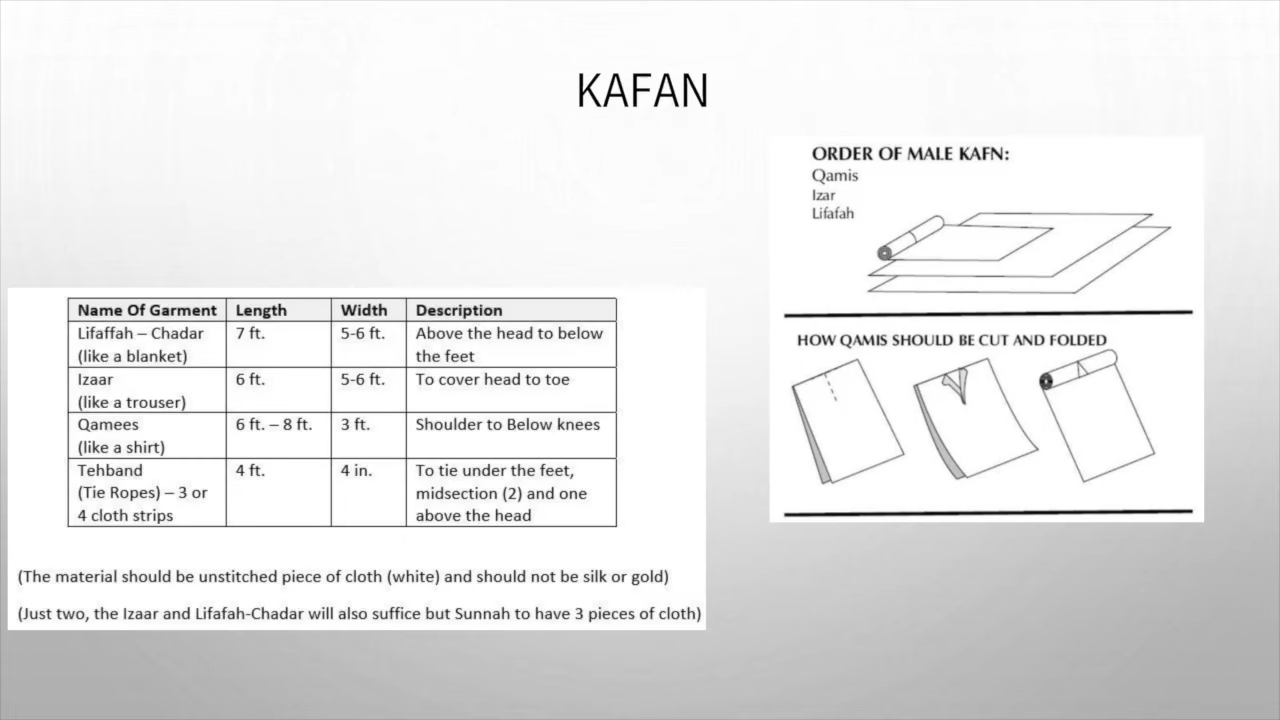 KAFAN
Name Of Garment Length Width Description
Lifaffah – Chadar 7 ft. 5-6 ft. Above the head to below
(like a blanket) the feet
Izaar 6 ft. 5-6 ft. To cover head to toe
(like a trouser)
Qamees 6 ft. – 8 ft. 3 ft. Shoulder to Below knees
(like a shirt)
Tehband 4 ft. 4 in. To tie under the feet,
(Tie Ropes) – 3 or midsection (2) and one
4 cloth strips above the head
(The material should be unstitched piece of cloth (white) and should not be silk or gold)
(Just two, the Izaar and Lifafah-Chadar will also suffice but Sunnah to have 3 pieces of cloth)
ORDER OF MALE KAFN:
Qamis
Izar
Lifafah
HOW QAMIS SHOULD BE CUT AND FOLDED